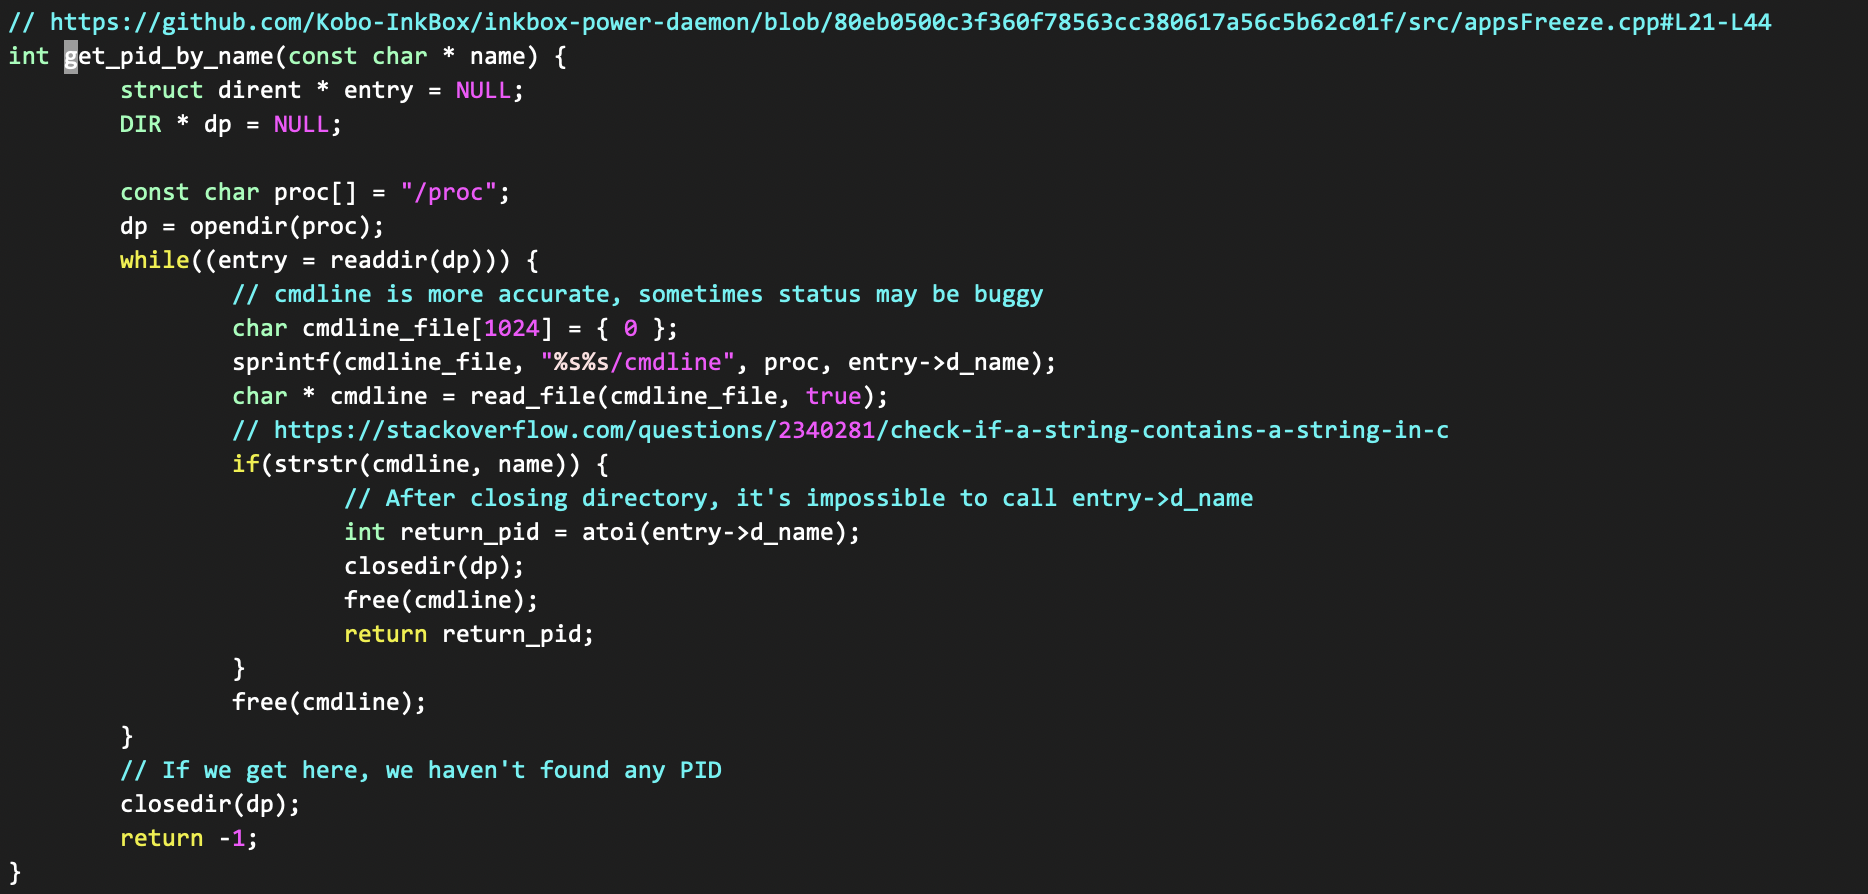 // https://github.com/Kobo-InkBox/inkbox-power-daemon/blob/80eb0500c3f360f78563cc380617a56c5b62c01f/src/appsFreeze.cpp#L21-L44
int get_pid_by_name(const char * name) {
        struct dirent * entry = NULL;
        DIR * dp = NULL;

        const char proc[] = "/proc";
        dp = opendir(proc);
        while((entry = readdir(dp))) {
                // cmdline is more accurate, sometimes status may be buggy
                char cmdline_file[1024] = { 0 };
                sprintf(cmdline_file, "%s%s/cmdline", proc, entry->d_name);
                char * cmdline = read_file(cmdline_file, true);
                // https://stackoverflow.com/questions/2340281/check-if-a-string-contains-a-string-in-c
                if(strstr(cmdline, name)) {
                        // After closing directory, it's impossible to call entry->d_name
                        int return_pid = atoi(entry->d_name);
                        closedir(dp);
                        free(cmdline);
                        return return_pid;
                }
                free(cmdline);
        }
        // If we get here, we haven't found any PID
        closedir(dp);
        return -1;
}